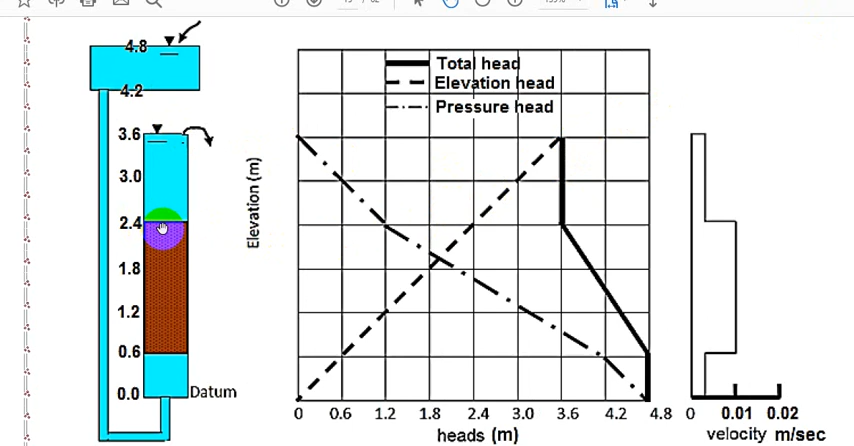 4.8
4.2
3.6
3.0
2.4
1.8
1.2
0.6
0.0
Datum
Total head
Elevation head
Pressure head
Elevation (m)
0 0.6 1.2 1.8 2.4 3.0 3.6 4.2 4.8
heads (m)
0 0.01 0.02
velocity m/sec